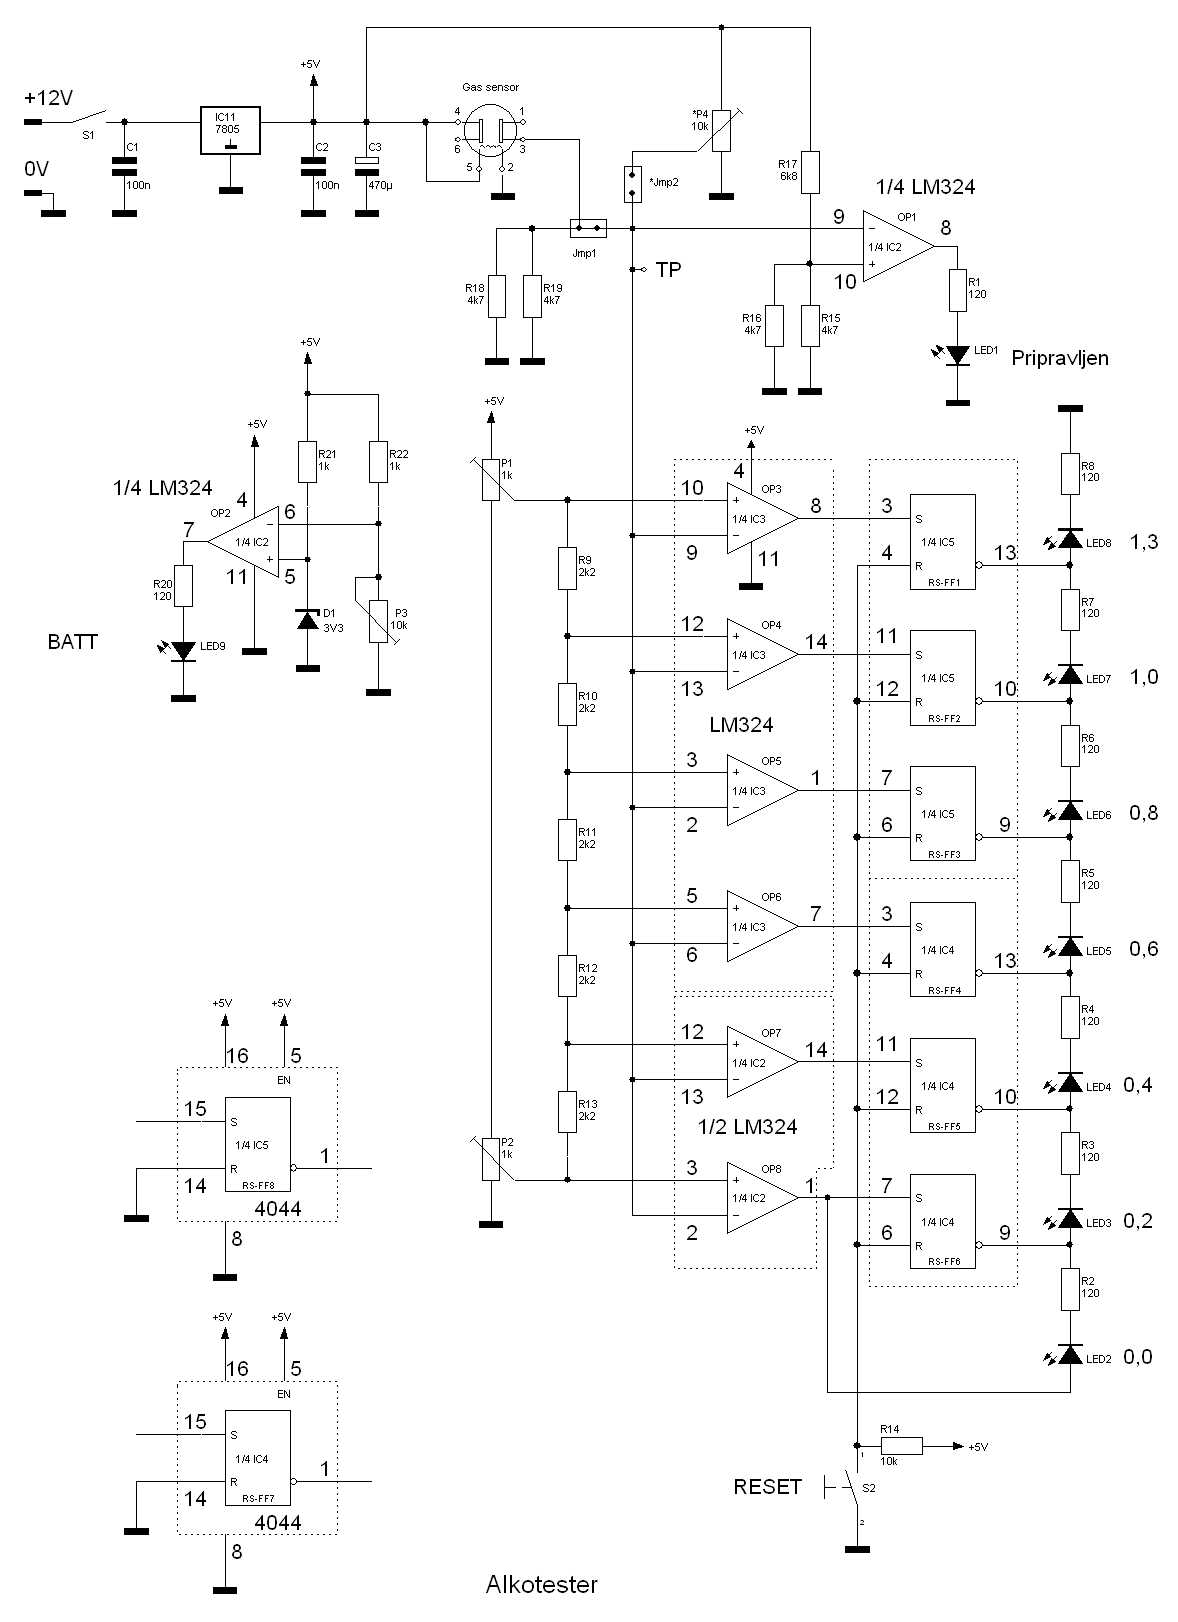 +12V
S1
0V
C1
100n
IC11
7805
+5V
C2
100n
C3
470µ
Gas sensor
4
1
6
3
5
2
*P4
10k
*Jmp2
Jmp1
TP
R17
6k8
1/4 LM324
9
OP1
8
1/4 IC2
10
R1
120
R18
4k7
R19
4k7
R16
4k7
R15
4k7
LED1
Pripravljen
+5V
+5V
R21
1k
R22
1k
1/4 LM324
4
OP2
6
7
1/4 IC2
5
11
R20
120
D1
3V3
P3
10k
BATT
LED9
+5V
P1
1k
R9
2k2
R10
2k2
R11
2k2
R12
2k2
R13
2k2
P2
1k
+5V
4
10
OP3
8
1/4 IC3
9
11
12
OP4
14
1/4 IC3
13
LM324
3
OP5
1
1/4 IC3
2
5
OP6
7
1/4 IC3
6
12
OP7
14
1/4 IC2
13
1/2 LM324
3
OP8
1
1/4 IC2
2
3
S
1/4 IC5
4
R
13
RS-FF1
11
S
1/4 IC5
12
R
10
RS-FF2
7
S
1/4 IC5
6
R
9
RS-FF3
3
S
1/4 IC4
4
R
13
RS-FF4
11
S
1/4 IC4
12
R
10
RS-FF5
7
S
1/4 IC4
6
R
9
RS-FF6
R8
120
LED8 1,3
R7
120
LED7 1,0
R6
120
LED6 0,8
R5
120
LED5 0,6
R4
120
LED4 0,4
R3
120
LED3 0,2
R2
120
LED2 0,0
+5V
+5V
16
5
EN
15
S
1/4 IC5
R
1
14
RS-FF8
4044
8
+5V
+5V
16
5
EN
15
S
1/4 IC4
R
1
14
RS-FF7
4044
8
R14
10k
+5V
1
RESET
S2
2
Alkotester